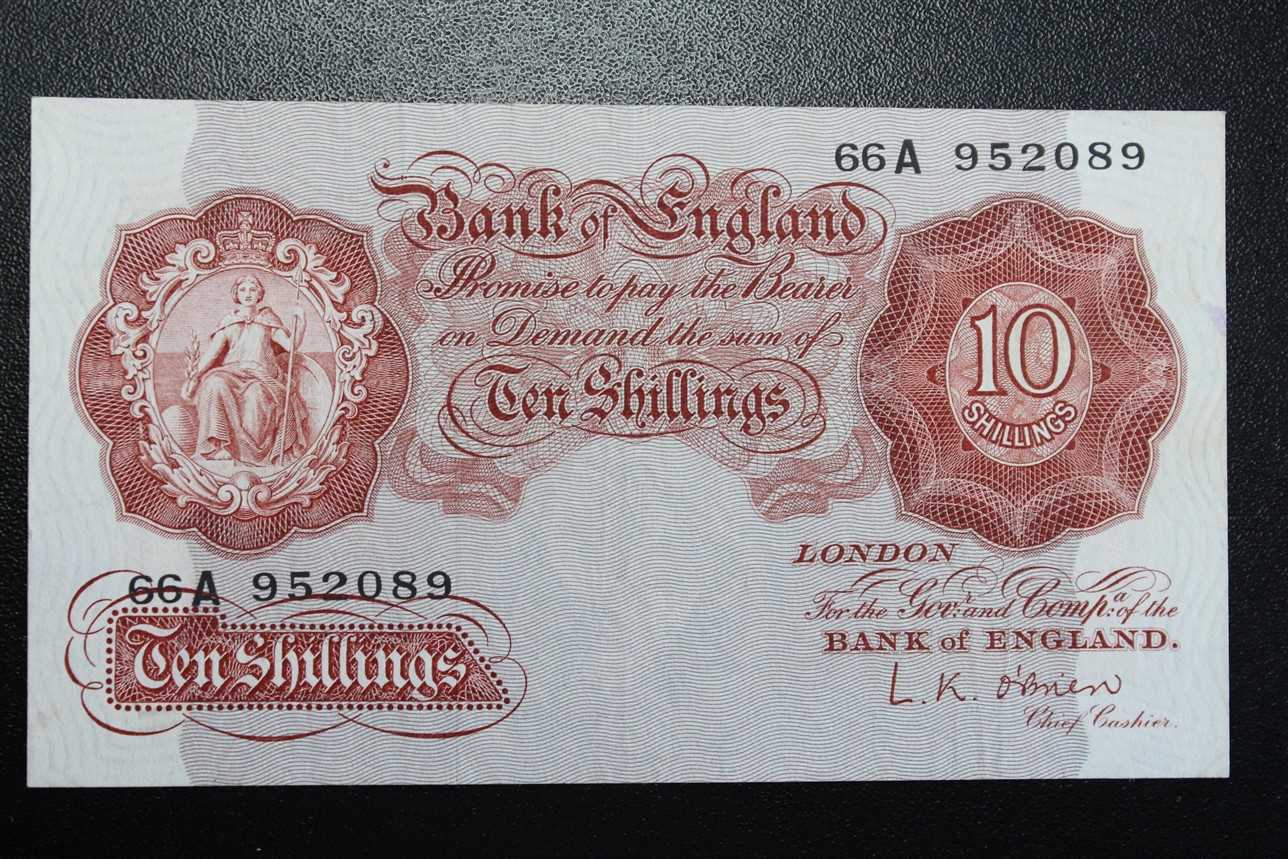 66A 952089
Bank of England
Promise to pay the Bearer
on Demand the sum of
Ten Shillings
10
SHILLINGS
LONDON
For the Govr. and Compa. of the
BANK of ENGLAND.
L. K. O'Brien
Chief Cashier.
66A 952089
Ten Shillings